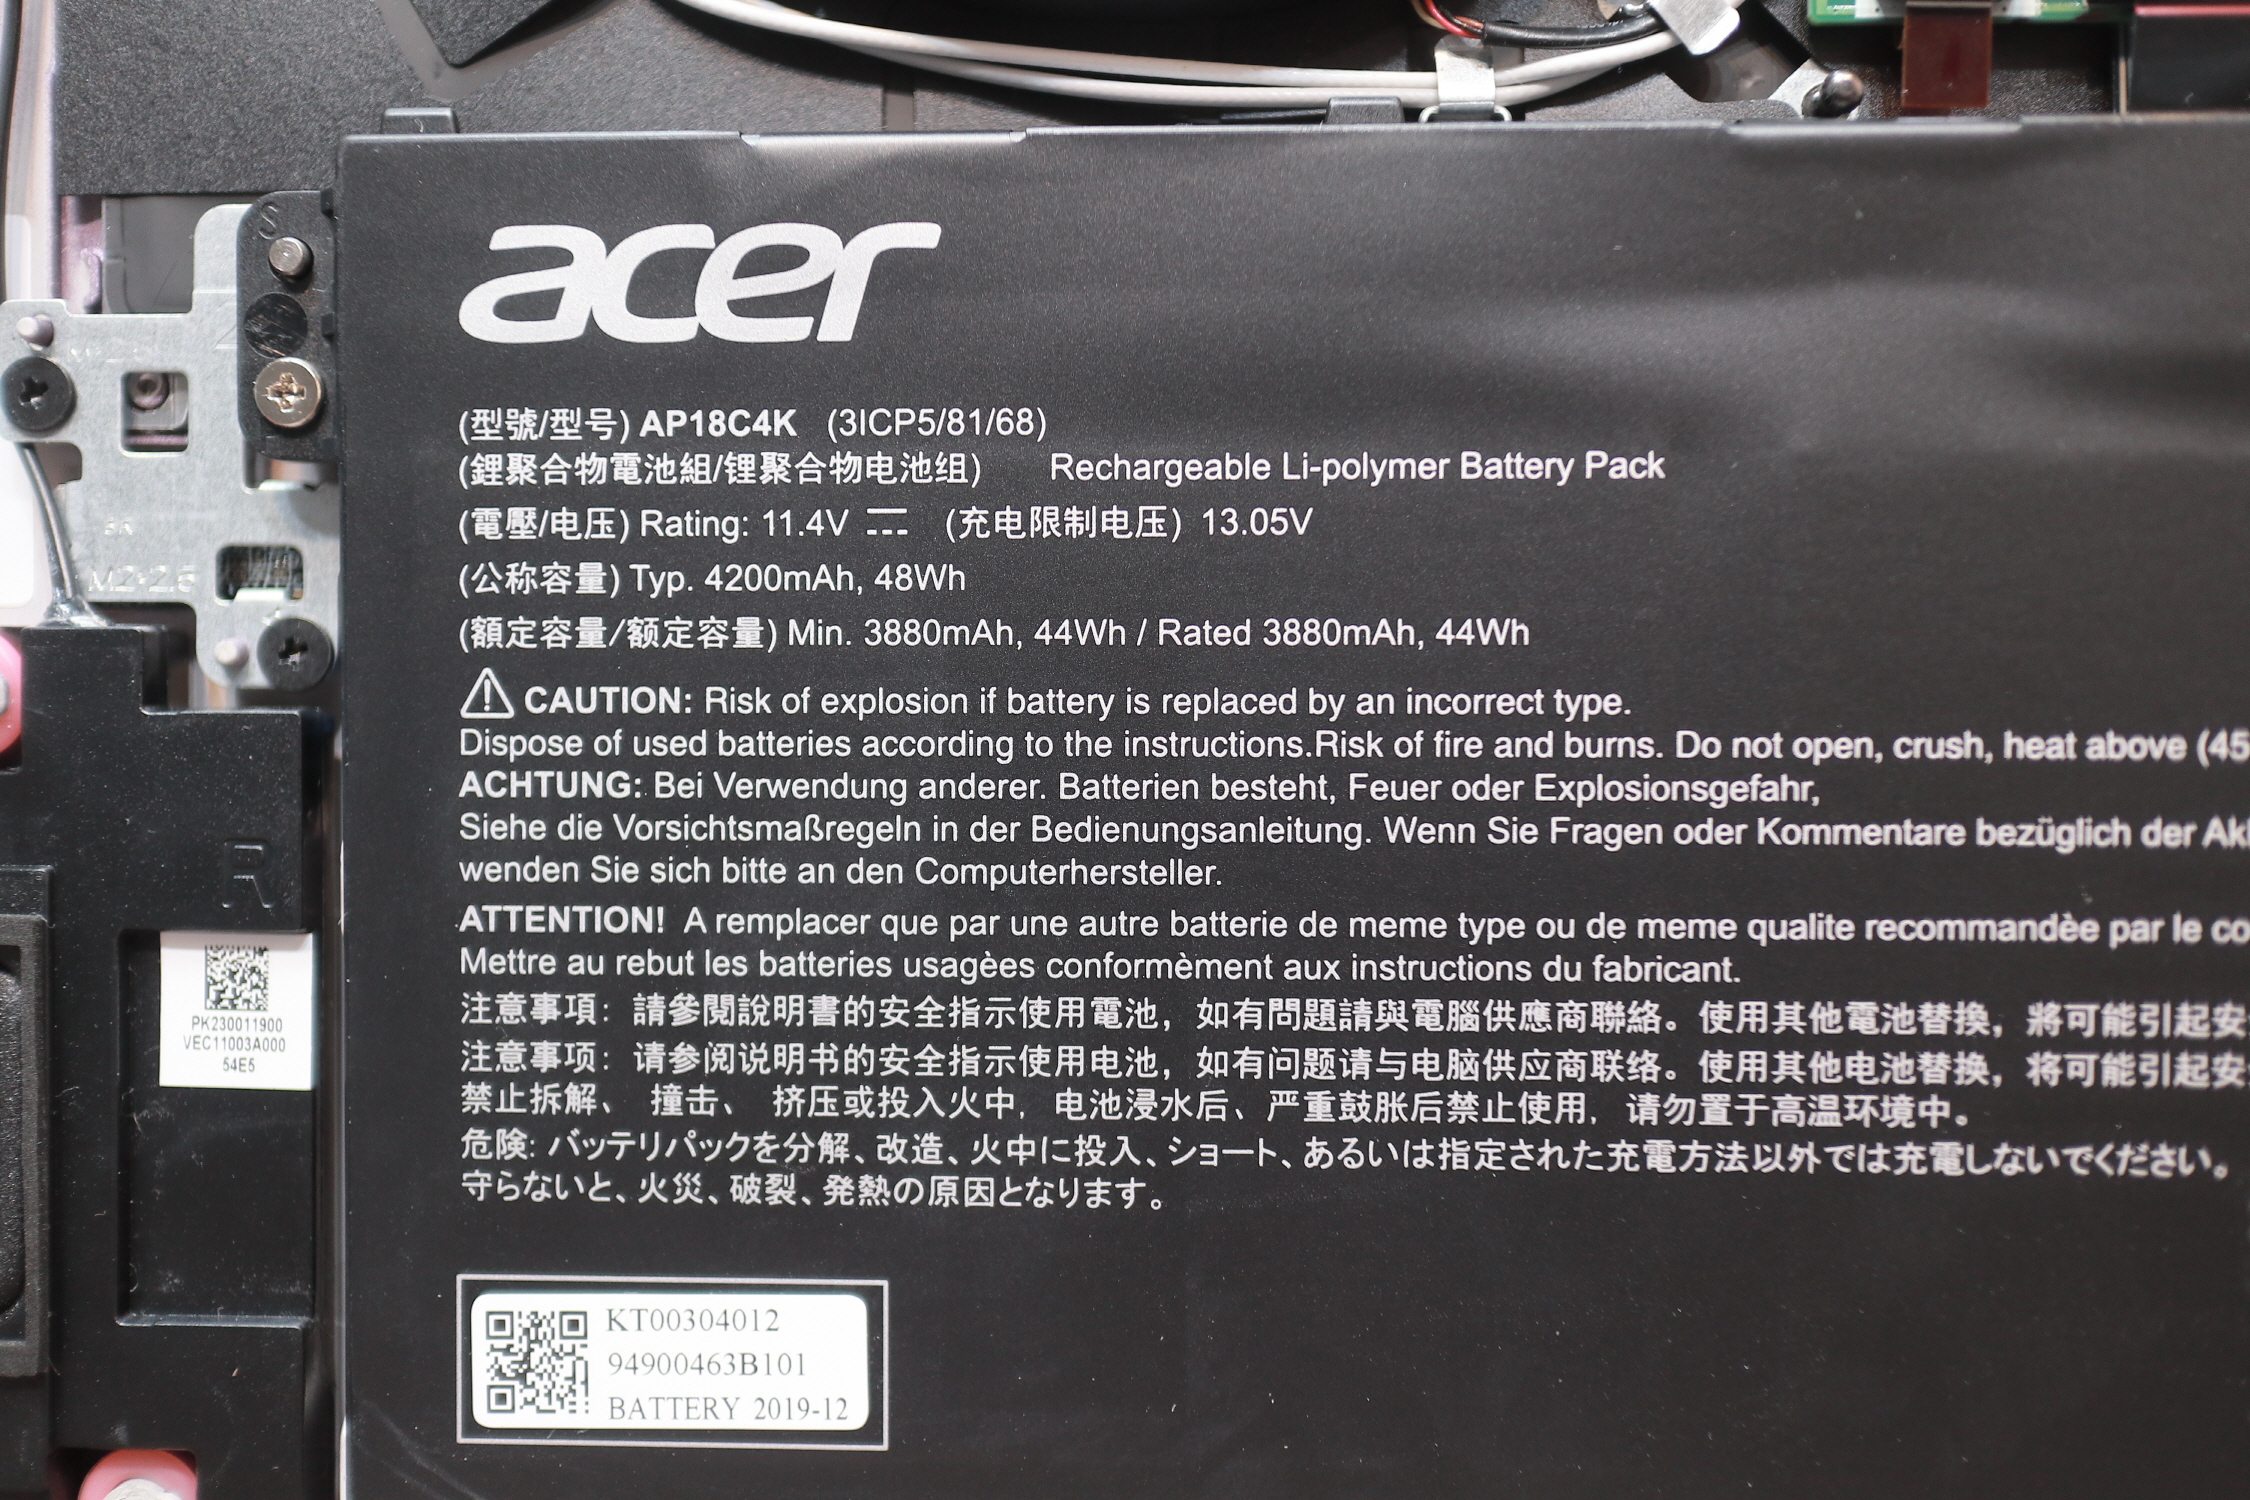 acer
(型號/型号) AP18C4K (3ICP5/81/68)
(鋰聚合物電池組/锂聚合物电池组) Rechargeable Li-polymer Battery Pack
(電壓/电压) Rating: 11.4V ⎓ (充电限制电压) 13.05V
(公称容量) Typ. 4200mAh, 48Wh
(額定容量/额定容量) Min. 3880mAh, 44Wh / Rated 3880mAh, 44Wh
⚠ CAUTION: Risk of explosion if battery is replaced by an incorrect type.
Dispose of used batteries according to the instructions.Risk of fire and burns. Do not open, crush, heat above (45
ACHTUNG: Bei Verwendung anderer. Batterien besteht, Feuer oder Explosionsgefahr,
Siehe die Vorsichtsmaßregeln in der Bedienungsanleitung. Wenn Sie Fragen oder Kommentare bezüglich der
wenden Sie sich bitte an den Computerhersteller.
ATTENTION! A remplacer que par une autre batterie de meme type ou de meme qualite recommandèe par le co
Mettre au rebut les batteries usagèes conformèment aux instructions du fabricant.
注意事項：請參閱說明書的安全指示使用電池，如有問題請與電腦供應商聯絡。使用其他電池替換，將可能引起安
注意事项：请参阅说明书的安全指示使用电池，如有问题请与电脑供应商联络。使用其他电池替换，将可能引起安
禁止拆解、 撞击、 挤压或投入火中， 电池浸水后、严重鼓胀后禁止使用， 请勿置于高温环境中。
危険: バッテリパックを分解、改造、火中に投入、ショート、あるいは指定された充電方法以外では充電しないでください。
守らないと、火災、破裂、発熱の原因となります。
KT00304012
94900463B101
BATTERY 2019-12
S
M2×2.5
R
PK230011900
VEC11003A000
54E5